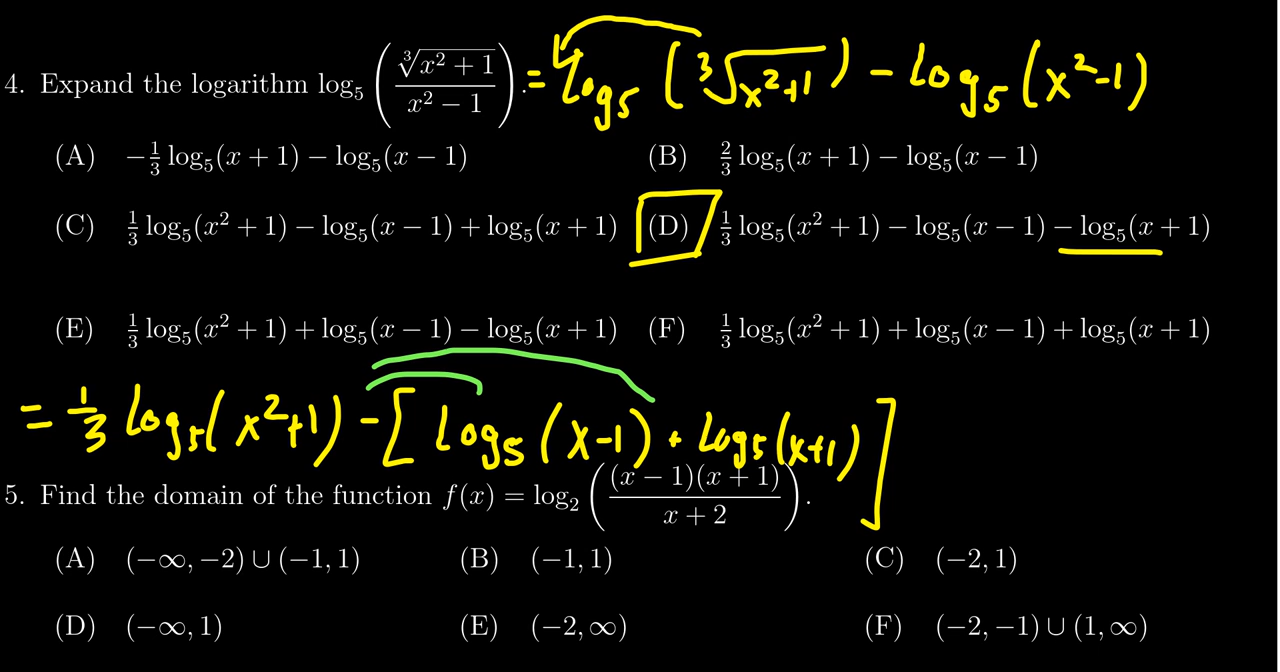 4. Expand the logarithm log₅(∛(x² + 1)/(x² − 1)). = log₅(∛(x²+1)) − log₅(x²−1)
(A) −1/3 log₅(x + 1) − log₅(x − 1) (B) 2/3 log₅(x + 1) − log₅(x − 1)
(C) 1/3 log₅(x² + 1) − log₅(x − 1) + log₅(x + 1) (D) 1/3 log₅(x² + 1) − log₅(x − 1) − log₅(x + 1)
(E) 1/3 log₅(x² + 1) + log₅(x − 1) − log₅(x + 1) (F) 1/3 log₅(x² + 1) + log₅(x − 1) + log₅(x + 1)
= 1/3 log₅(x²+1) − [log₅(x−1) + log₅(x+1)]
5. Find the domain of the function f(x) = log₂((x − 1)(x + 1)/(x + 2)).
(A) (−∞, −2) ∪ (−1, 1) (B) (−1, 1) (C) (−2, 1)
(D) (−∞, 1) (E) (−2, ∞) (F) (−2, −1) ∪ (1, ∞)